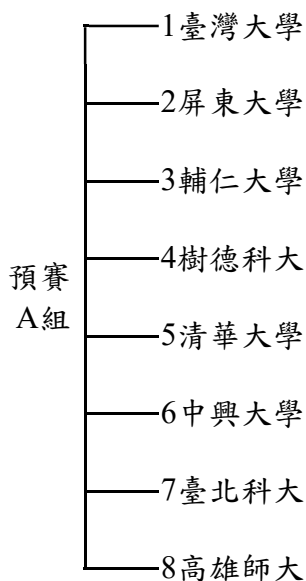 1臺灣大學
2屏東大學
3輔仁大學
4樹德科大
預賽
A組
5清華大學
6中興大學
7臺北科大
8高雄師大